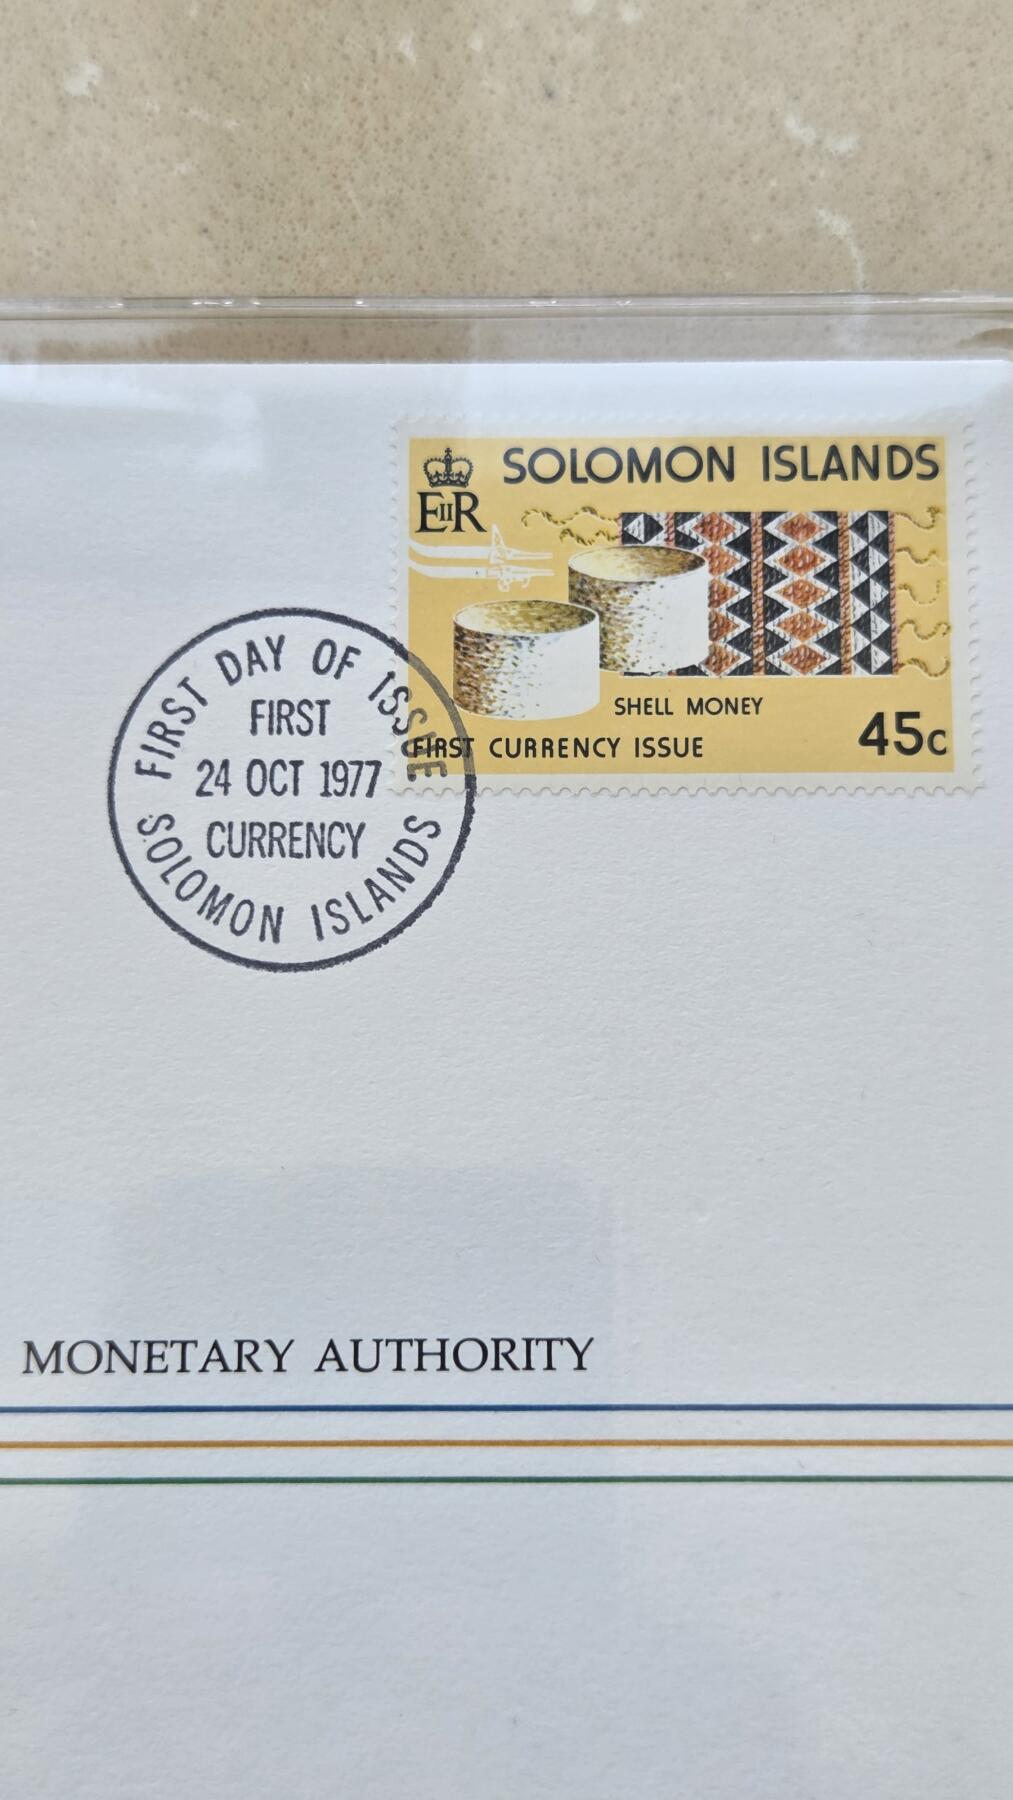 SOLOMON ISLANDS
EIIR
SHELL MONEY
FIRST CURRENCY ISSUE
45c
FIRST DAY OF ISSUE
FIRST
24 OCT 1977
CURRENCY
SOLOMON ISLANDS
MONETARY AUTHORITY